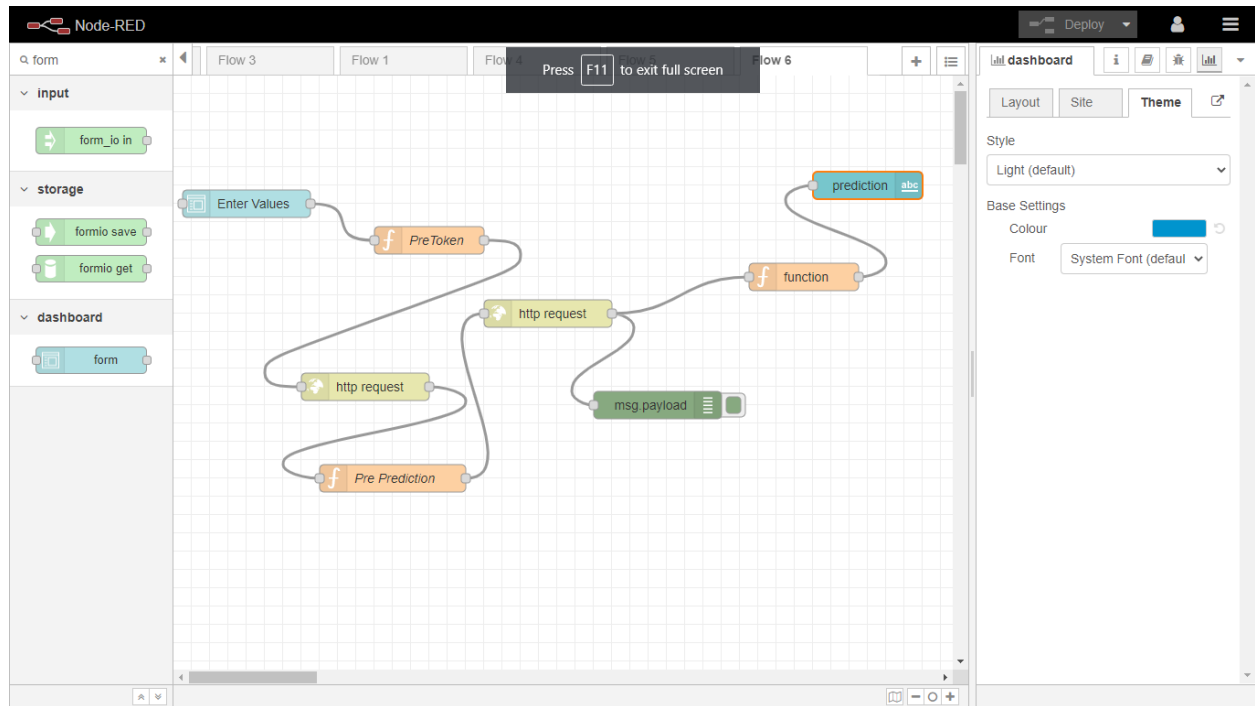 Node-RED
Deploy
form
Flow 3
Flow 1
Flow 4
Flow 5
Flow 6
Press F11 to exit full screen
dashboard
i
input
form_io in
storage
formio save
formio get
dashboard
form
Enter Values
PreToken
http request
Pre Prediction
http request
msg.payload
function
prediction
abc
Layout
Site
Theme
Style
Light (default)
Base Settings
Colour
Font
System Font (defaul